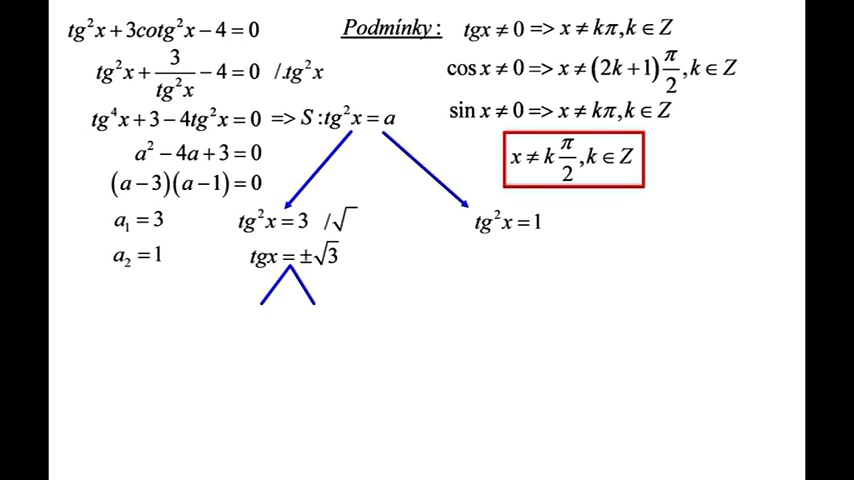 tg²x + 3cotg²x − 4 = 0
tg²x + 3/tg²x − 4 = 0 /.tg²x
tg⁴x + 3 − 4tg²x = 0 => S : tg²x = a
a² − 4a + 3 = 0
(a − 3)(a − 1) = 0
a₁ = 3
a₂ = 1
tg²x = 3 /√
tgx = ±√3
tg²x = 1
Podmínky: tgx ≠ 0 => x ≠ kπ, k ∈ Z
cos x ≠ 0 => x ≠ (2k + 1) π/2, k ∈ Z
sin x ≠ 0 => x ≠ kπ, k ∈ Z
x ≠ k π/2, k ∈ Z